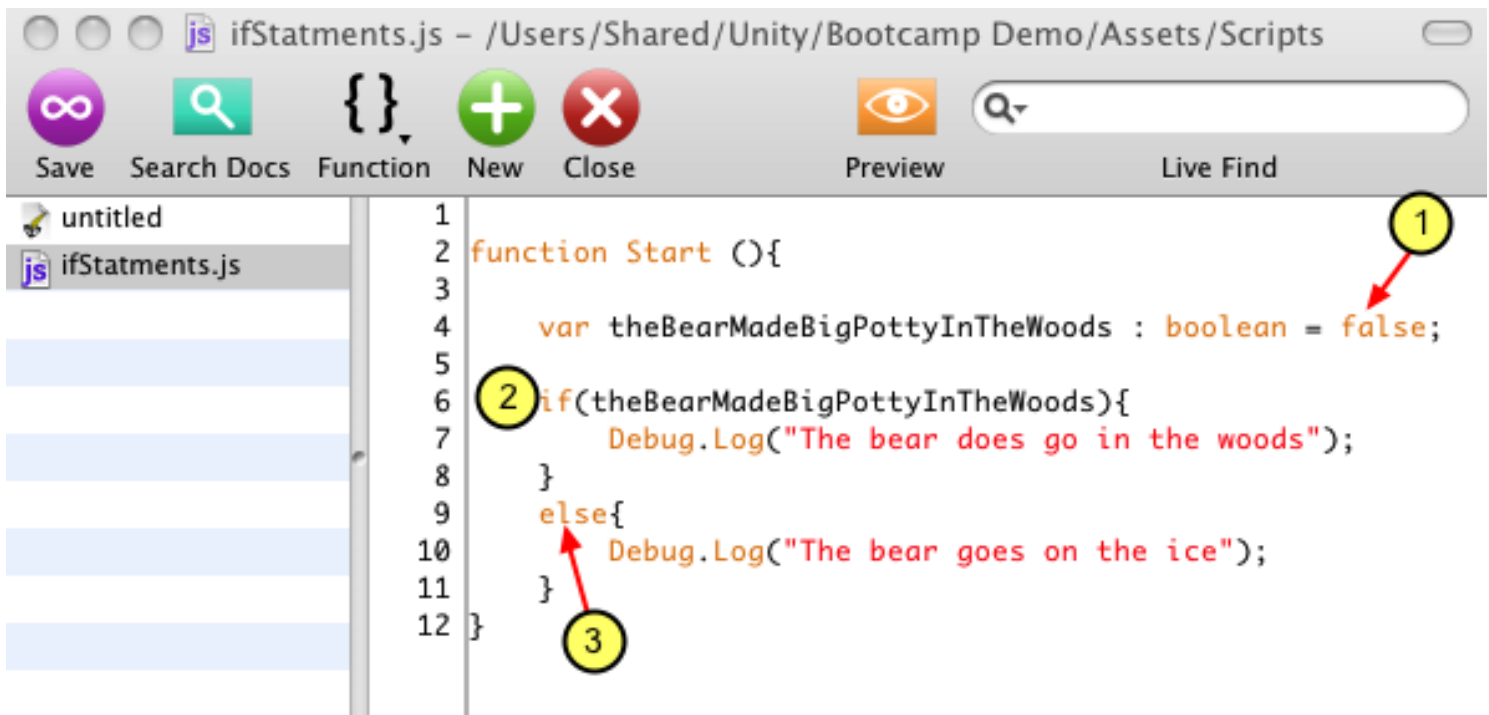 js ifStatments.js – /Users/Shared/Unity/Bootcamp Demo/Assets/Scripts
{}
Save Search Docs Function New Close Preview Live Find
untitled
js ifStatments.js
1
1
2 function Start (){
3
4 var theBearMadeBigPottyInTheWoods : boolean = false;
5
6 2 if(theBearMadeBigPottyInTheWoods){
7 Debug.Log("The bear does go in the woods");
8 }
9 else{
10 Debug.Log("The bear goes on the ice");
11 }
12 }
3